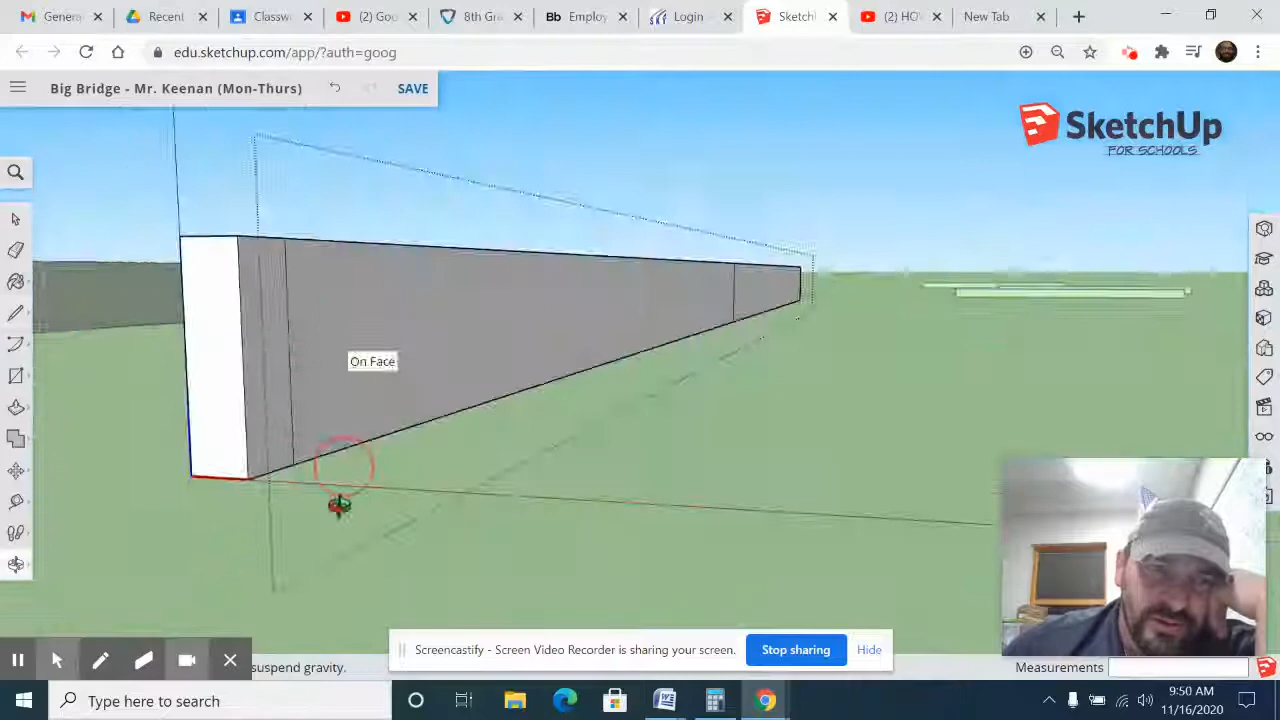 Gmail
Recent
Classw
(2) Goo
8th Gra
Bb Employ
Login
Sketch
(2) HO
New Tab
edu.sketchup.com/app/?auth=goog
Big Bridge - Mr. Keenan (Mon-Thurs)
SAVE
SketchUp
FOR SCHOOLS
On Face
Screencastify - Screen Video Recorder is sharing your screen.
Stop sharing
Hide
suspend gravity.
Measurements
Type here to search
9:50 AM
11/16/2020